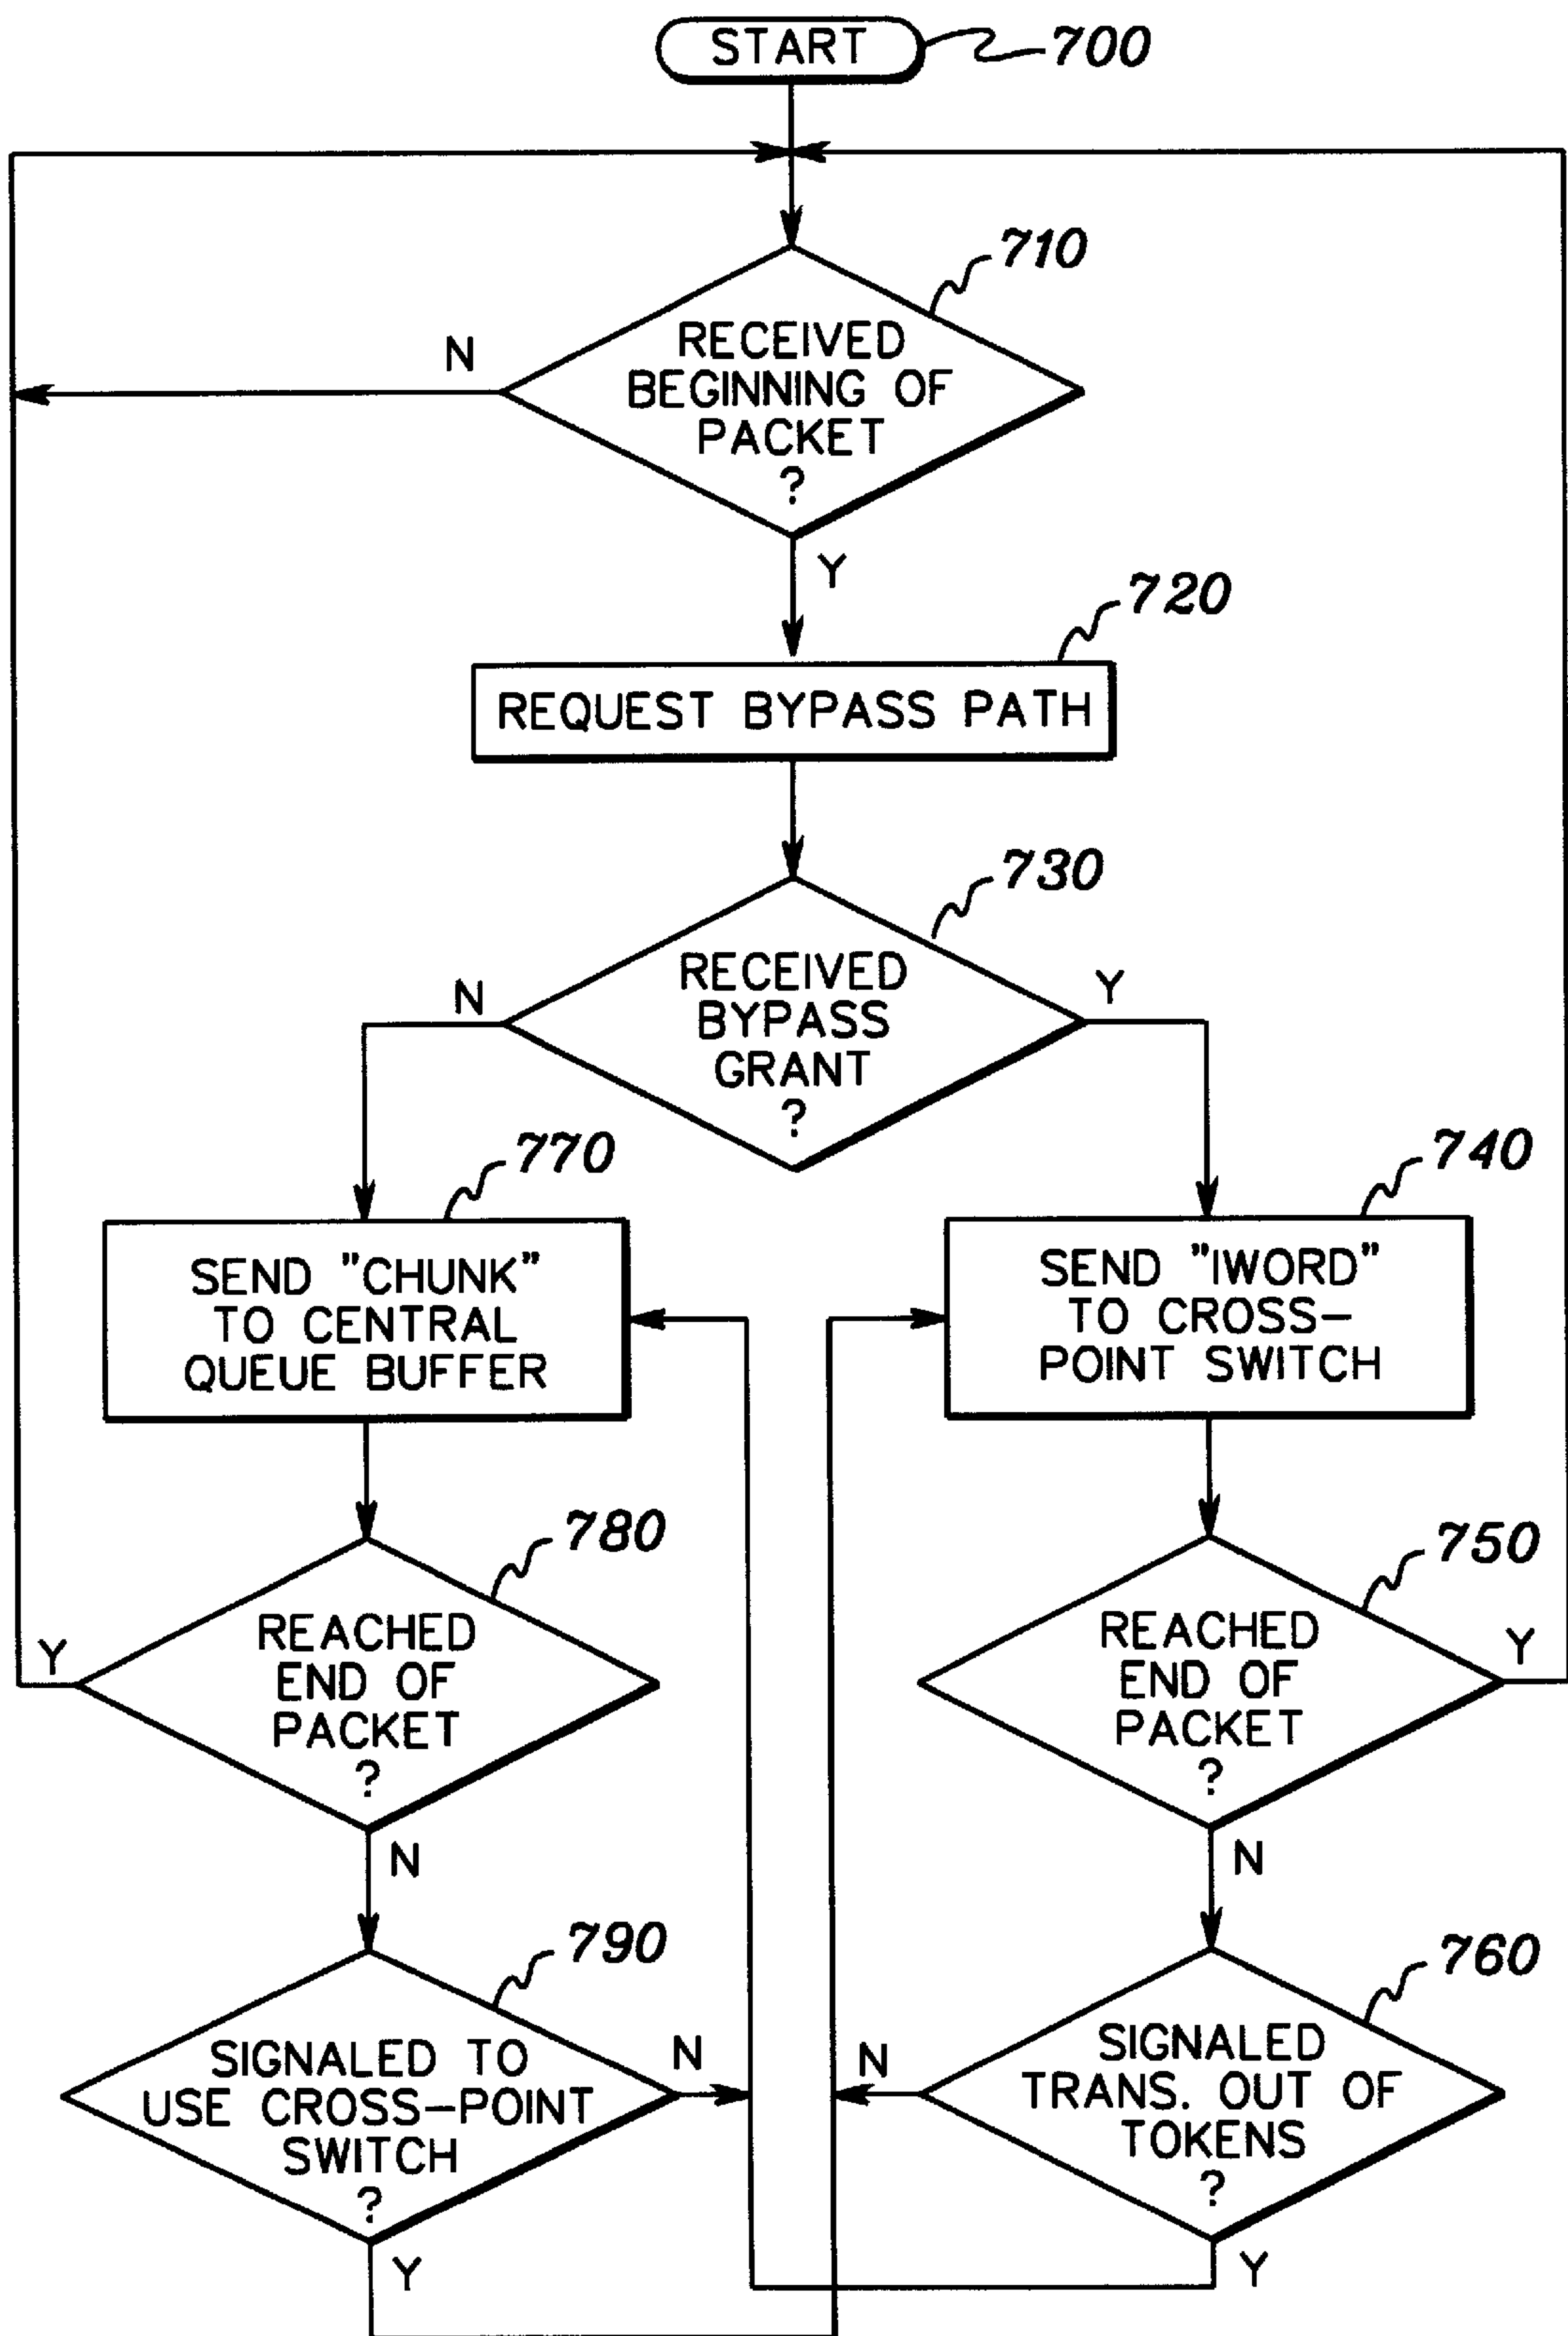 START
700
710
RECEIVED
BEGINNING OF
PACKET
?
N
Y
720
REQUEST BYPASS PATH
730
RECEIVED
BYPASS
GRANT
?
N
Y
770
SEND "CHUNK"
TO CENTRAL
QUEUE BUFFER
740
SEND "IWORD"
TO CROSS-
POINT SWITCH
780
REACHED
END OF
PACKET
?
Y
N
750
REACHED
END OF
PACKET
?
Y
N
790
SIGNALED TO
USE CROSS-POINT
SWITCH
?
N
Y
760
SIGNALED
TRANS. OUT OF
TOKENS
?
N
Y